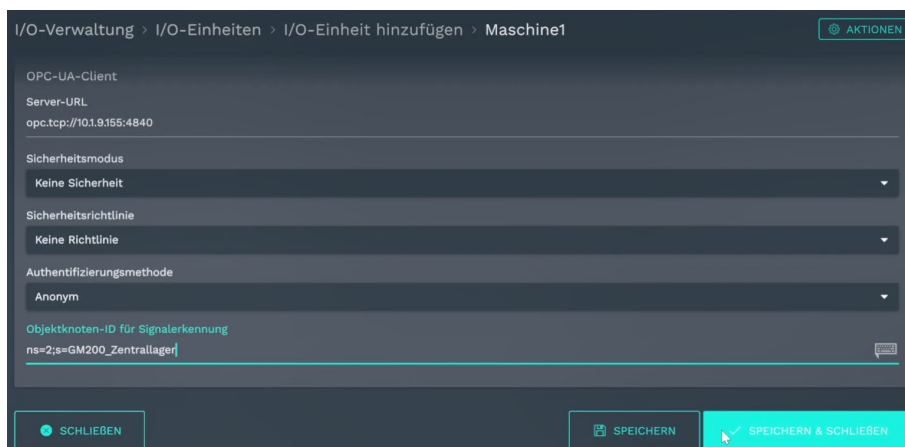 I/O-Verwaltung > I/O-Einheiten > I/O-Einheit hinzufügen > Maschine1
AKTIONEN
OPC-UA-Client
Server-URL
opc.tcp://10.1.9.155:4840
Sicherheitsmodus
Keine Sicherheit
Sicherheitsrichtlinie
Keine Richtlinie
Authentifizierungsmethode
Anonym
Objektknoten-ID für Signalerkennung
ns=2;s=GM200_Zentrallager
SCHLIEßEN
SPEICHERN
SPEICHERN & SCHLIEßEN